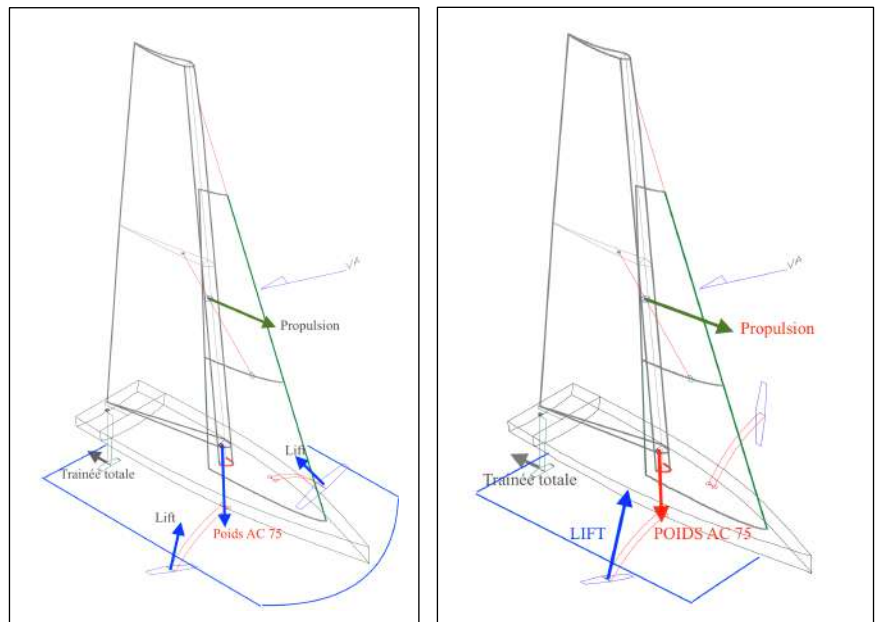 VA
Propulsion
Lift
Trainée totale
Lift
Poids AC 75
VA
Propulsion
Trainée totale
LIFT
POIDS AC 75